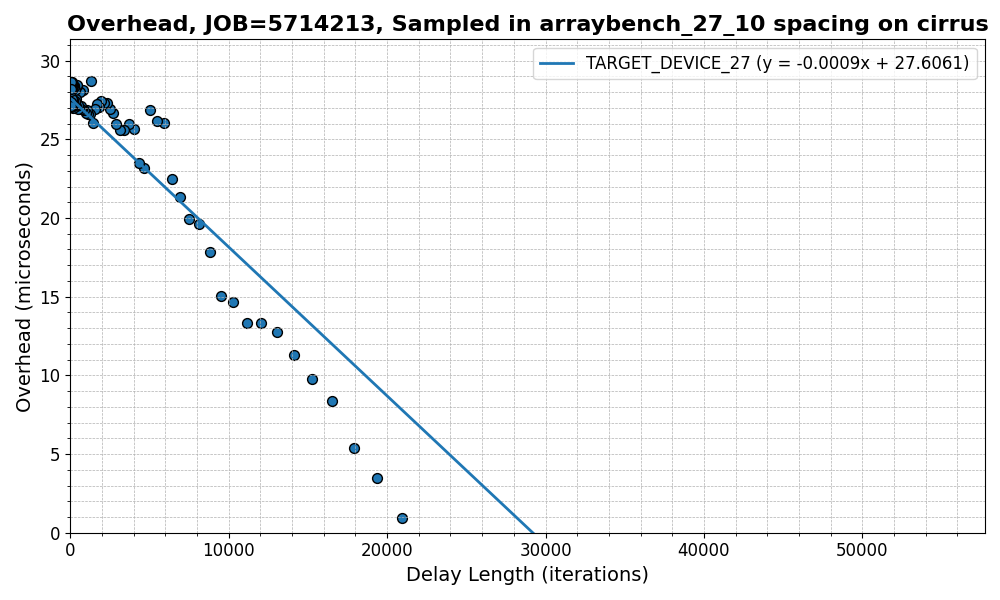 Overhead, JOB=5714213, Sampled in arraybench_27_10 spacing on cirrus
TARGET_DEVICE_27 (y = -0.0009x + 27.6061)
Overhead (microseconds)
30
25
20
15
10
5
0
0 10000 20000 30000 40000 50000
Delay Length (iterations)